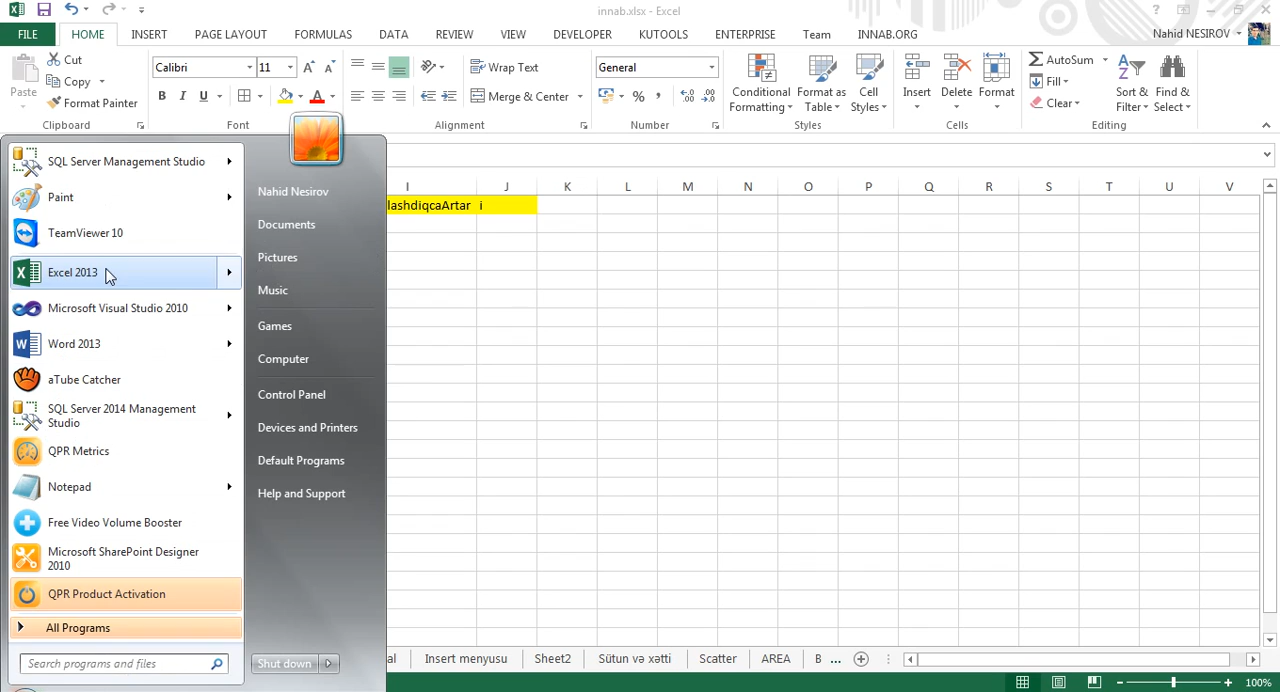 innab.xlsx - Excel
FILE HOME INSERT PAGE LAYOUT FORMULAS DATA REVIEW VIEW DEVELOPER KUTOOLS ENTERPRISE Team INNAB.ORG Nahid NESIROV
Paste
Cut
Copy
Format Painter
Clipboard
Calibri 11
B I U A
Font
Wrap Text
Merge & Center
Alignment
General
%
Number
Conditional
Formatting
Format as
Table
Cell
Styles
Styles
Insert
Delete
Format
Cells
AutoSum
Fill
Clear
Sort &
Filter
Find &
Select
Editing
I J K L M N O P Q R S T U V
lashdiqcaArtar i
SQL Server Management Studio
Paint
TeamViewer 10
Excel 2013
Microsoft Visual Studio 2010
Word 2013
aTube Catcher
SQL Server 2014 Management
Studio
QPR Metrics
Notepad
Free Video Volume Booster
Microsoft SharePoint Designer
2010
QPR Product Activation
All Programs
Search programs and files
Nahid Nesirov
Documents
Pictures
Music
Games
Computer
Control Panel
Devices and Printers
Default Programs
Help and Support
Shut down
al Insert menyusu Sheet2 Sütun və xətti Scatter AREA B ...
100%